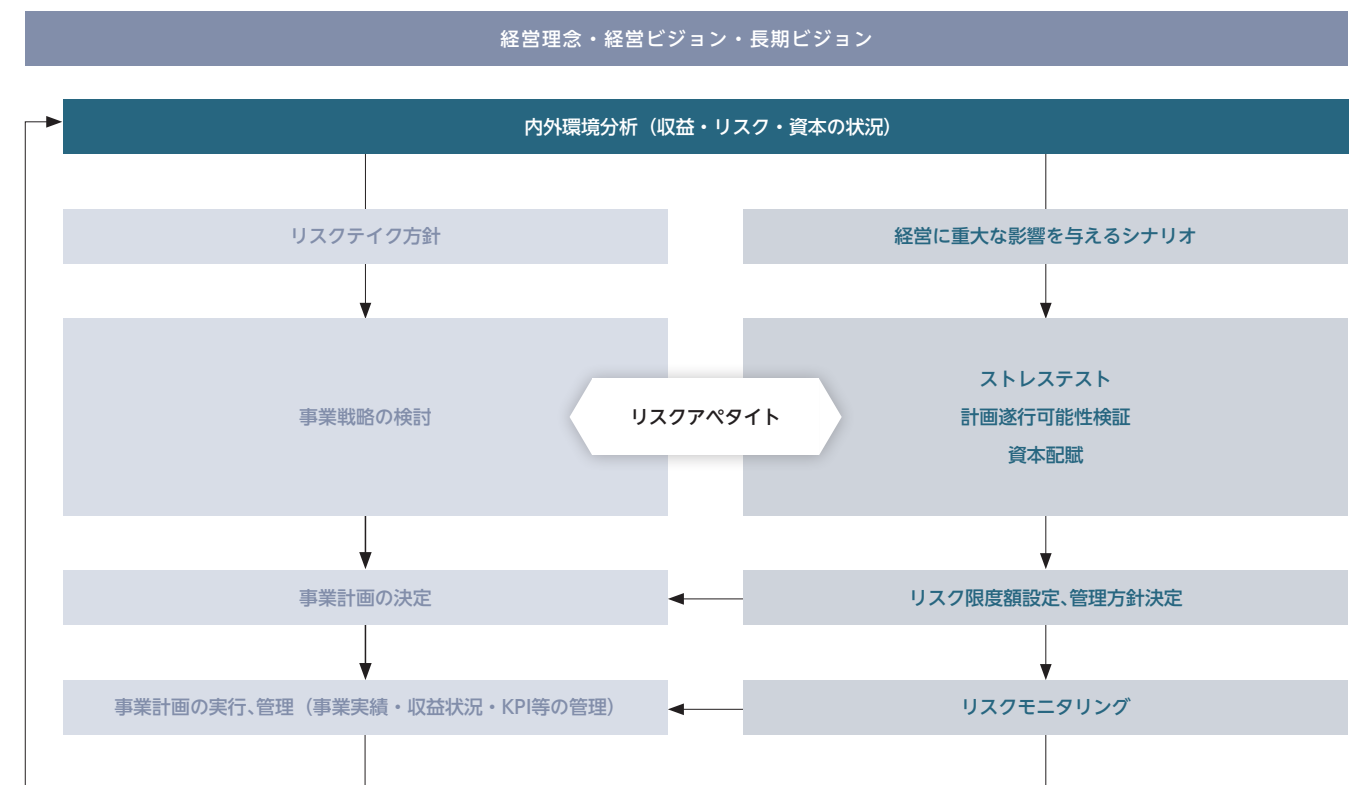 経営理念・経営ビジョン・長期ビジョン
内外環境分析（収益・リスク・資本の状況）
リスクテイク方針
経営に重大な影響を与えるシナリオ
事業戦略の検討
リスクアペタイト
ストレステスト
計画遂行可能性検証
資本配賦
事業計画の決定
リスク限度額設定、管理方針決定
事業計画の実行、管理（事業実績・収益状況・KPI等の管理）
リスクモニタリング